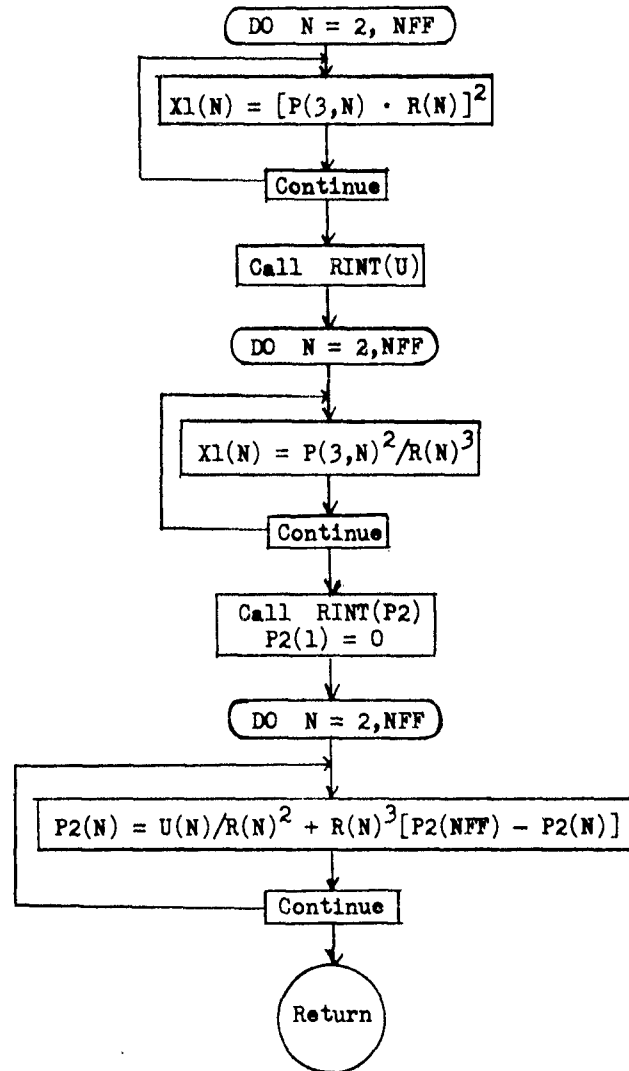 DO N = 2, NFF
X1(N) = [P(3,N) · R(N)]²
Continue
Call RINT(U)
DO N = 2,NFF
X1(N) = P(3,N)²/R(N)³
Continue
Call RINT(P2)
P2(1) = 0
DO N = 2,NFF
P2(N) = U(N)/R(N)² + R(N)³[P2(NFF) - P2(N)]
Continue
Return